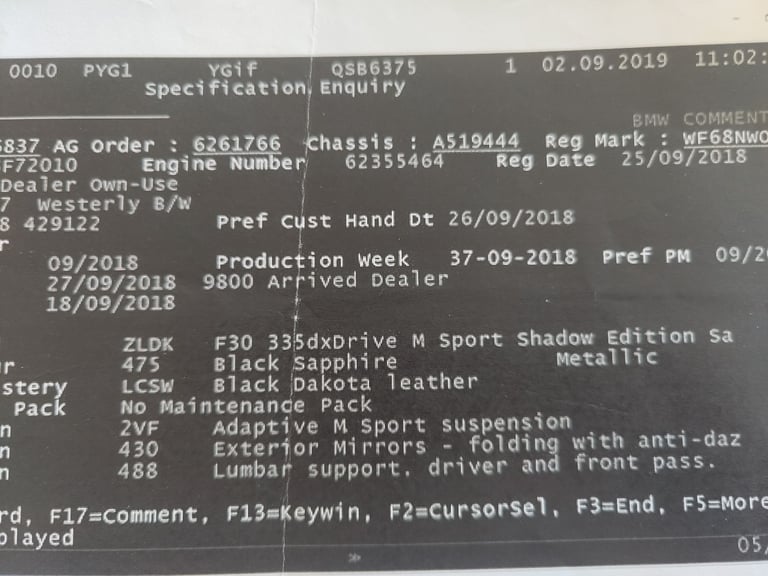 0010 PYG1 YGif QSB6375 1 02.09.2019 11:02:
Specification Enquiry
BMW COMMENT
6837 AG Order : 6261766 Chassis : A519444 Reg Mark : WF68NWO
F72010 Engine Number 62355464 Reg Date 25/09/2018
Dealer Own-Use
7 Westerly B/W
8 429122 Pref Cust Hand Dt 26/09/2018
r
09/2018 Production Week 37-09-2018 Pref PM 09/2
27/09/2018 9800 Arrived Dealer
18/09/2018
ZLDK F30 335dxDrive M Sport Shadow Edition Sa
r 475 Black Sapphire Metallic
stery LCSW Black Dakota leather
Pack No Maintenance Pack
n 2VF Adaptive M Sport suspension
n 430 Exterior Mirrors - folding with anti-daz
n 488 Lumbar support, driver and front pass.
rd, F17=Comment, F13=Keywin, F2=CursorSel, F3=End, F5=More
played
05/